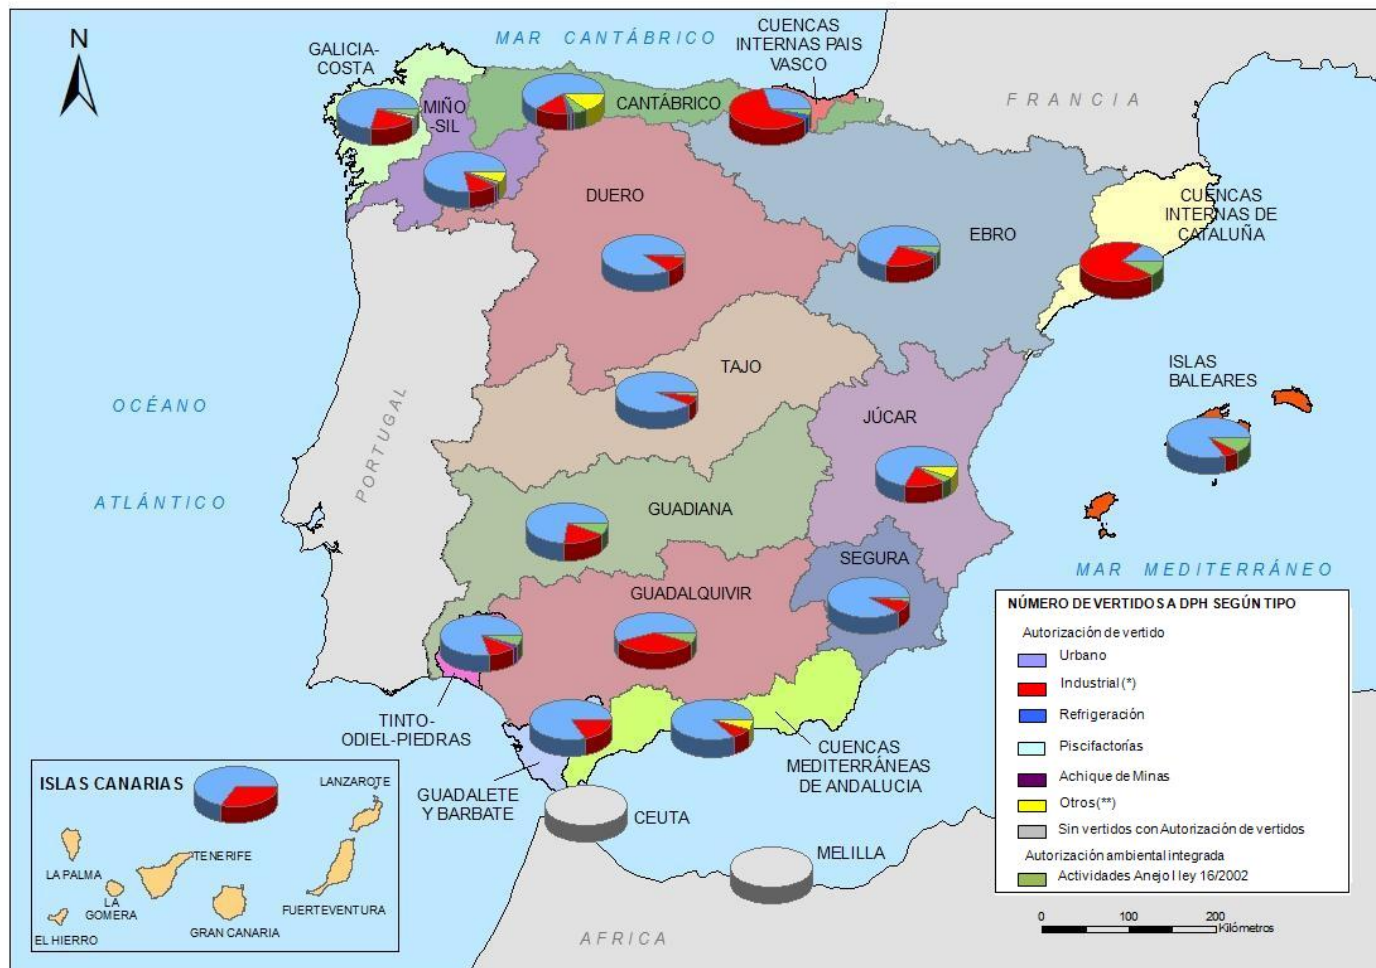 N
MAR CANTÁBRICO
CUENCAS
INTERNAS PAIS
VASCO
GALICIA-
COSTA
MIÑO
-SIL
CANTÁBRICO
FRANCIA
DUERO
EBRO
CUENCAS
INTERNAS DE
CATALUÑA
TAJO
ISLAS
BALEARES
OCÉANO
ATLÁNTICO
PORTUGAL
JÚCAR
GUADIANA
SEGURA
MAR MEDITERRÁNEO
GUADALQUIVIR
TINTO-
ODIEL-PIEDRAS
GUADALETE
Y BARBATE
CUENCAS
MEDITERRÁNEAS
DE ANDALUCIA
CEUTA
MELILLA
AFRICA
ISLAS CANARIAS
LANZAROTE
LA PALMA
TENERIFE
LA
GOMERA
FUERTEVENTURA
EL HIERRO
GRAN CANARIA
NÚMERO DE VERTIDOS A DPH SEGÚN TIPO
Autorización de vertido
Urbano
Industrial (*)
Refrigeración
Piscifactorías
Achique de Minas
Otros (**)
Sin vertidos con Autorización de vertidos
Autorización ambiental integrada
Actividades Anejo I ley 16/2002
0 100 200
Kilómetros